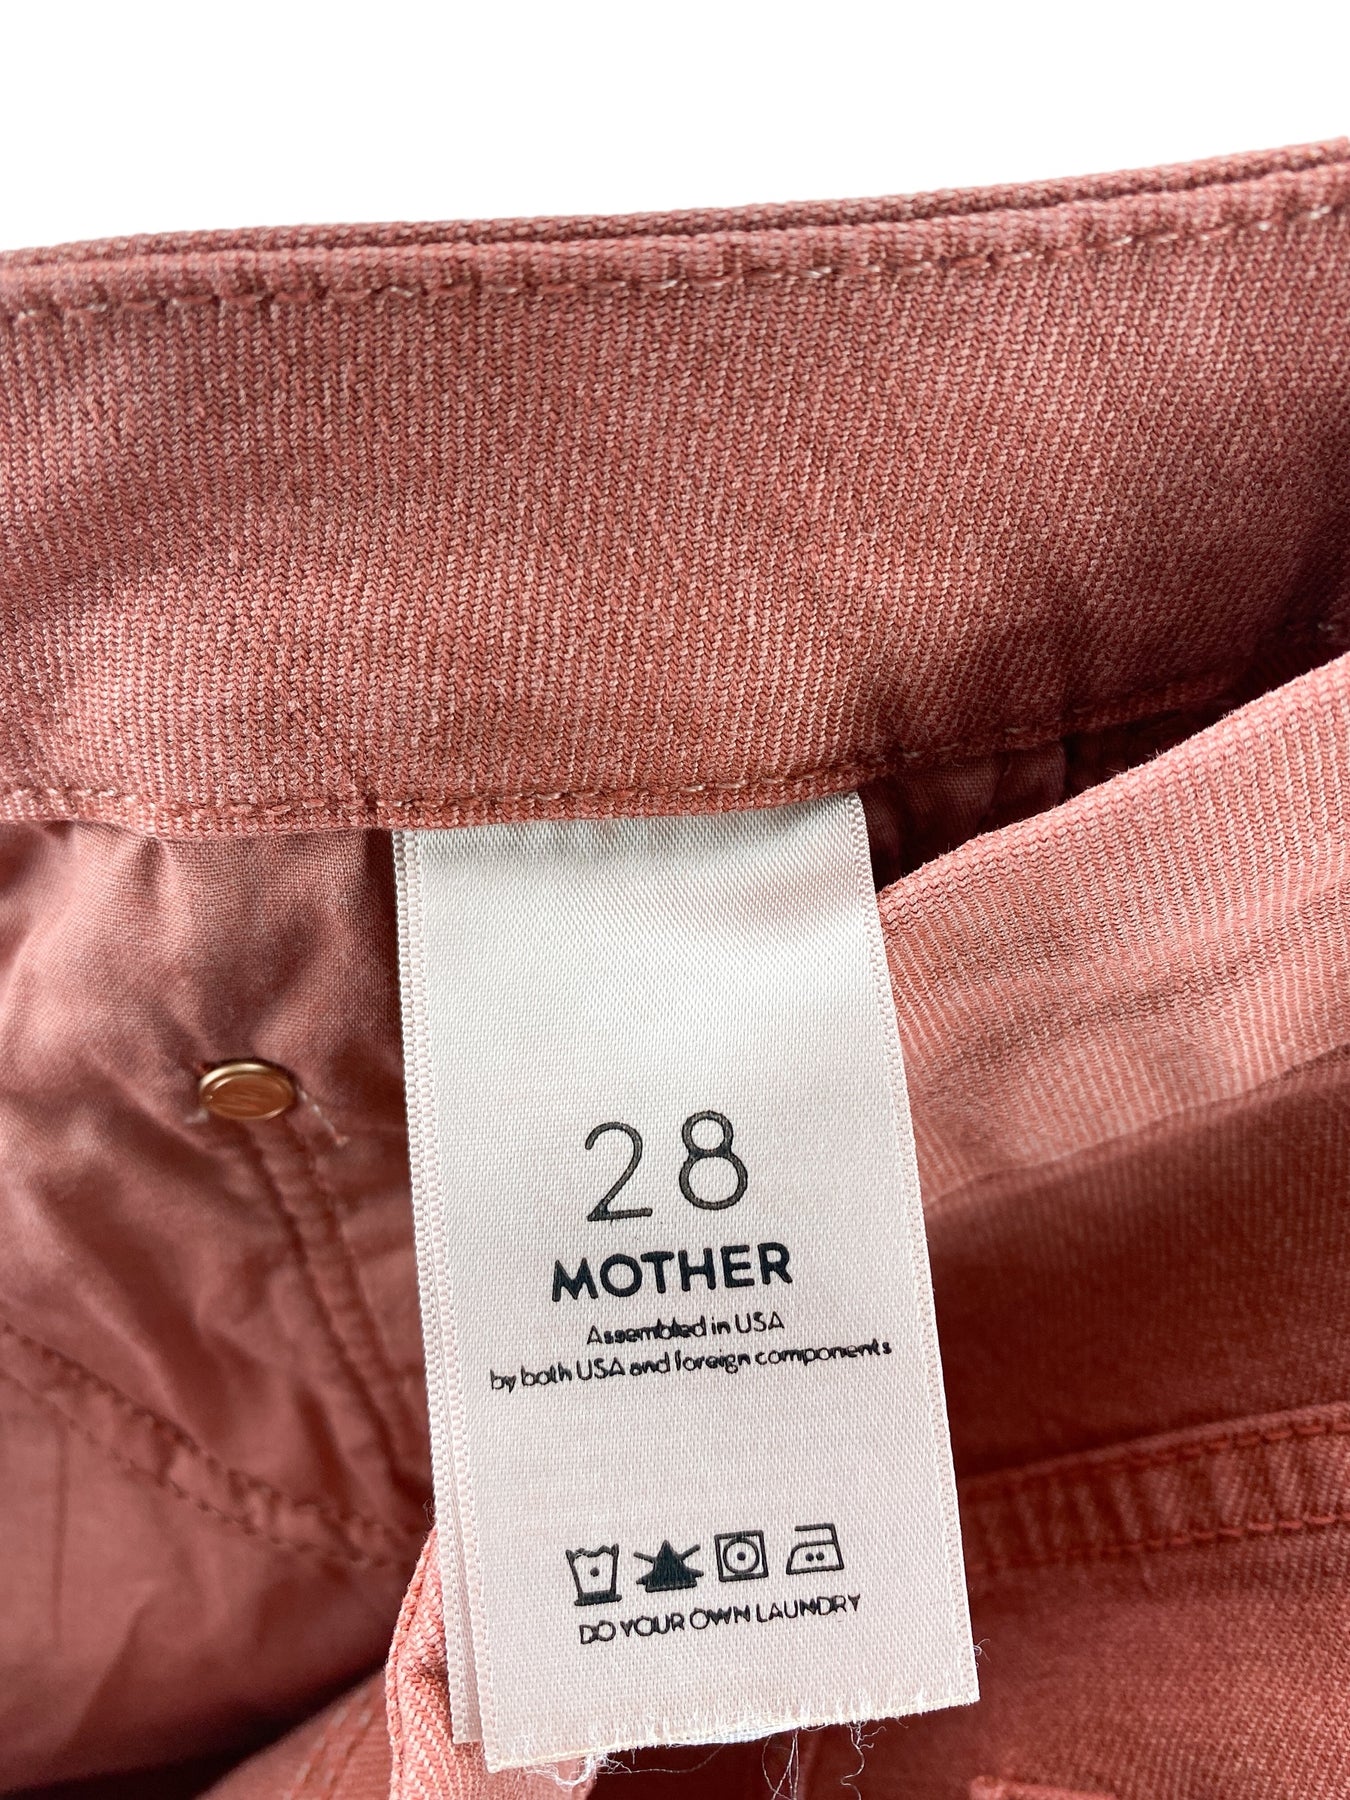 28
MOTHER
Assembled in USA
by both USA and foreign components
DO YOUR OWN LAUNDRY